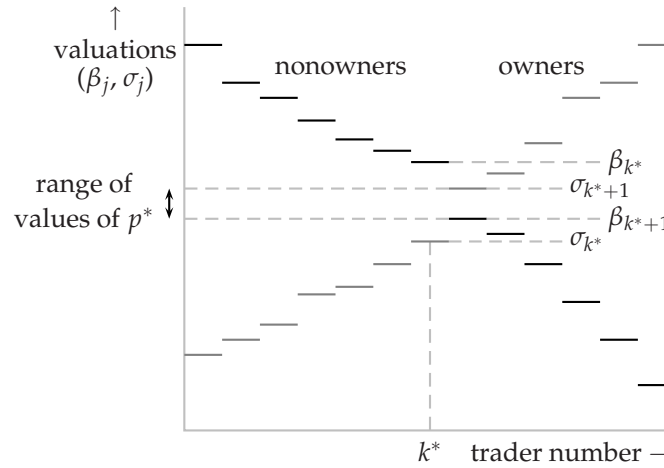 ↑
valuations
(βj, σj)
nonowners
owners
βk*
range of
σk*+1
values of p*
βk*+1
σk*
k*
trader number –